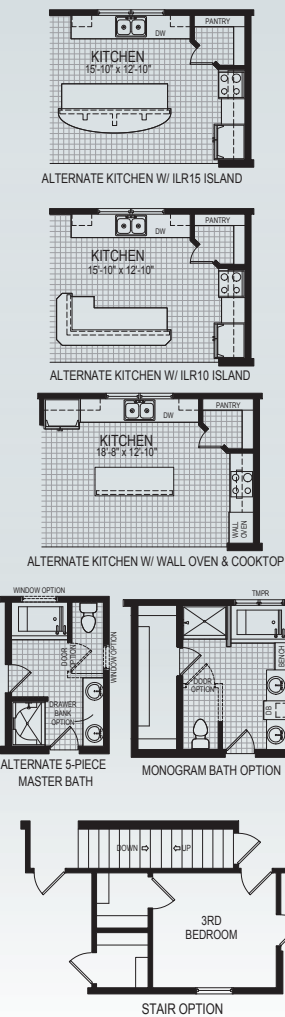 PANTRY
DW
KITCHEN
15'-10" x 12'-10"
ALTERNATE KITCHEN W/ ILR15 ISLAND
PANTRY
DW
KITCHEN
15'-10" x 12'-10"
ALTERNATE KITCHEN W/ ILR10 ISLAND
PANTRY
DW
KITCHEN
18'-8" x 12'-10"
WALL
OVEN
ALTERNATE KITCHEN W/ WALL OVEN & COOKTOP
WINDOW OPTION
DOOR
OPTION
WINDOW OPTION
DRAWER
BANK
OPTION
ALTERNATE 5-PIECE
MASTER BATH
TMPR
BENCH
DOOR
OPTION
DB
MONOGRAM BATH OPTION
DOWN ⇨ ⇦ UP
3RD
BEDROOM
STAIR OPTION